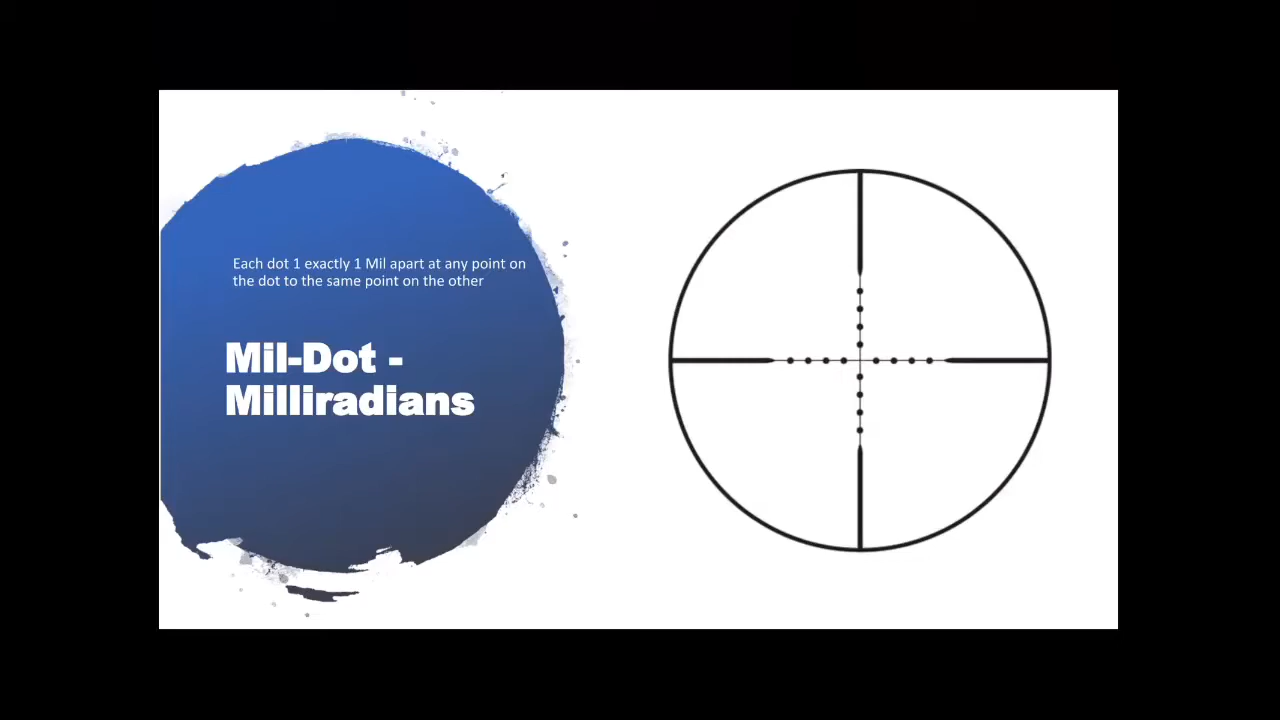 Each dot 1 exactly 1 Mil apart at any point on
the dot to the same point on the other
Mil-Dot -
Milliradians